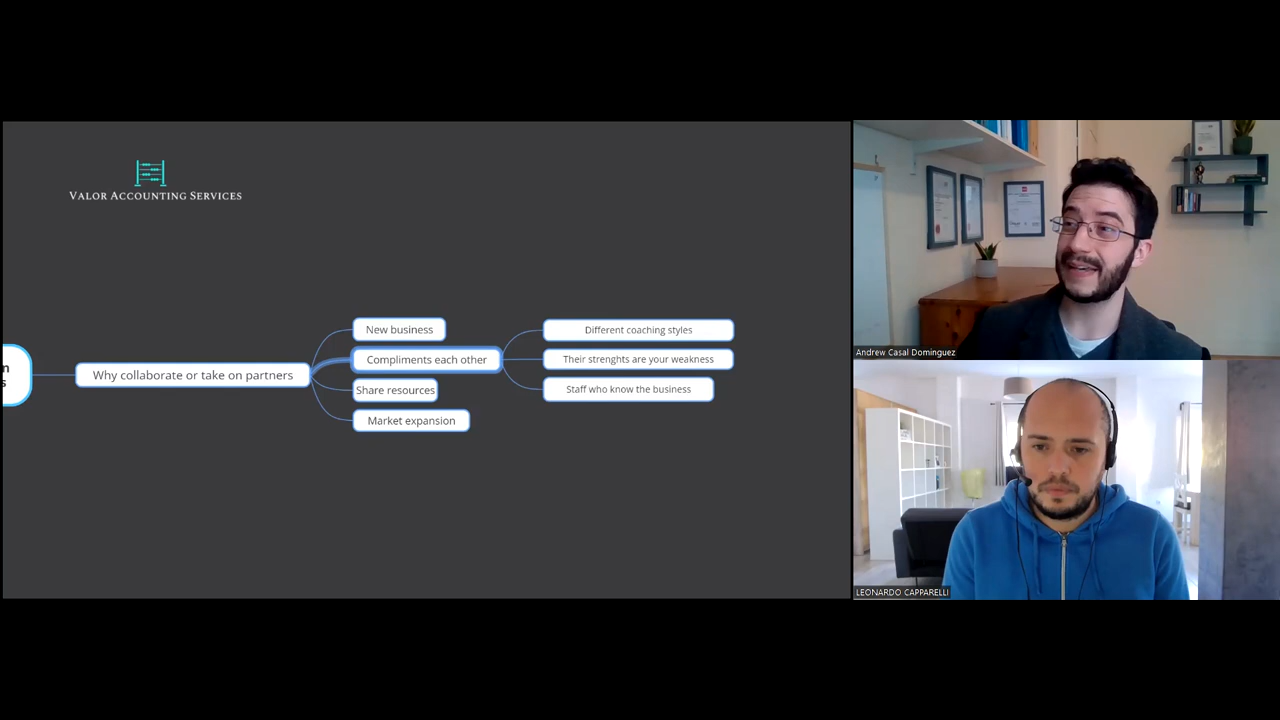 VALOR ACCOUNTING SERVICES
n
s
Why collaborate or take on partners
New business
Compliments each other
Share resources
Market expansion
Different coaching styles
Their strenghts are your weakness
Staff who know the business
Andrew Casal Dominguez
LEONARDO CAPPARELLI